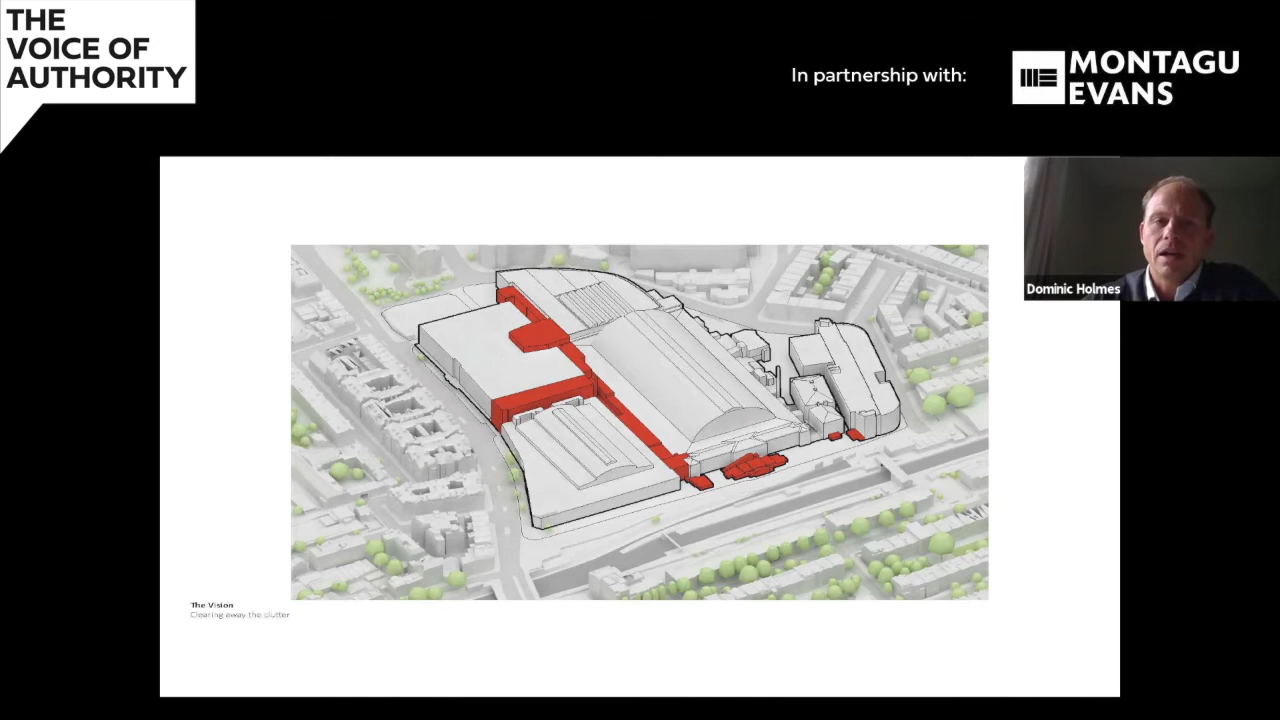 THE
VOICE OF
AUTHORITY
In partnership with:
MONTAGU
EVANS
Dominic Holmes
The Vision
Clearing away the clutter